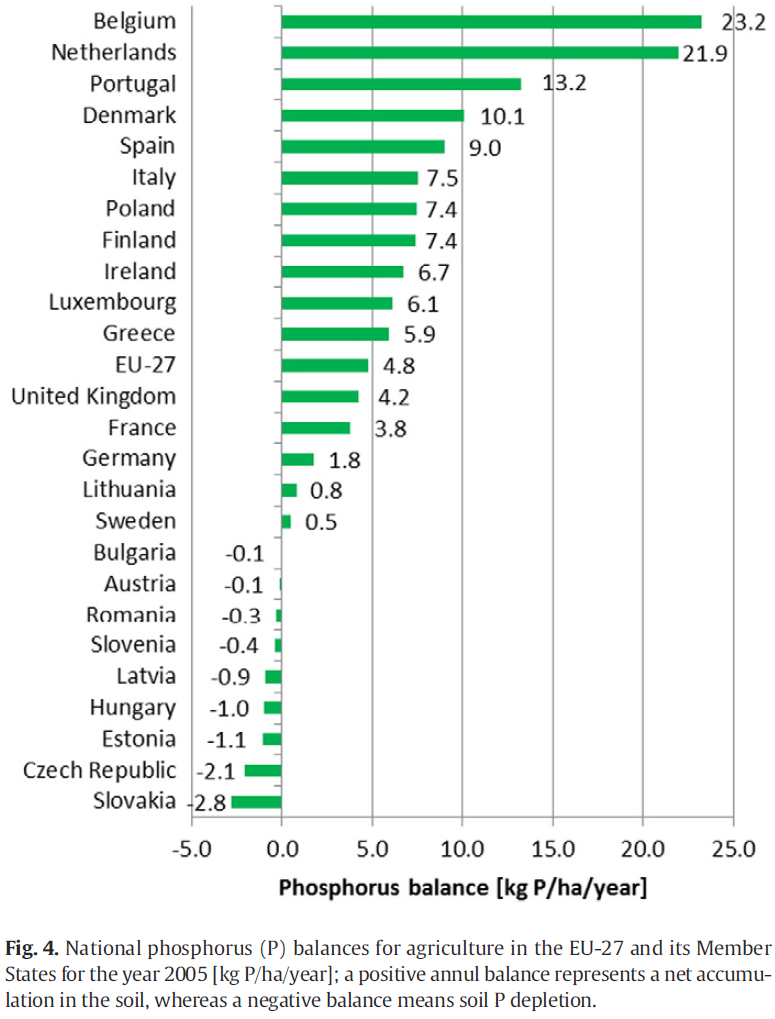 Belgium 23.2
Netherlands 21.9
Portugal 13.2
Denmark 10.1
Spain 9.0
Italy 7.5
Poland 7.4
Finland 7.4
Ireland 6.7
Luxembourg 6.1
Greece 5.9
EU-27 4.8
United Kingdom 4.2
France 3.8
Germany 1.8
Lithuania 0.8
Sweden 0.5
Bulgaria -0.1
Austria -0.1
Romania -0.3
Slovenia -0.4
Latvia -0.9
Hungary -1.0
Estonia -1.1
Czech Republic -2.1
Slovakia -2.8
-5.0 0.0 5.0 10.0 15.0 20.0 25.0
Phosphorus balance [kg P/ha/year]
Fig. 4. National phosphorus (P) balances for agriculture in the EU-27 and its Member
States for the year 2005 [kg P/ha/year]; a positive annul balance represents a net accumu-
lation in the soil, whereas a negative balance means soil P depletion.